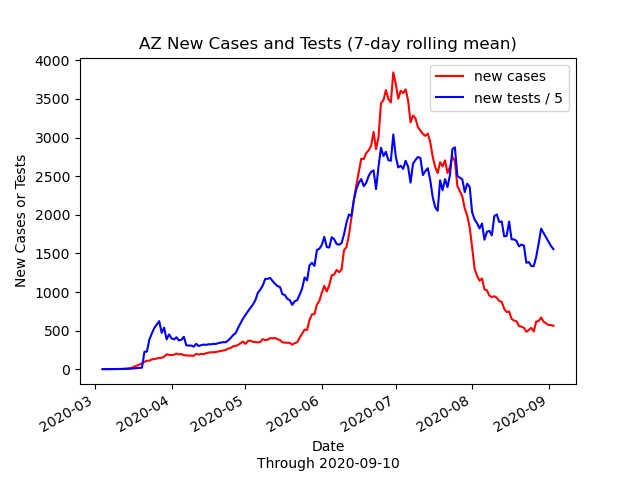 AZ New Cases and Tests (7-day rolling mean)
new cases
new tests / 5
New Cases or Tests
4000
3500
3000
2500
2000
1500
1000
500
0
2020-03
2020-04
2020-05
2020-06
2020-07
2020-08
2020-09
Date
Through 2020-09-10